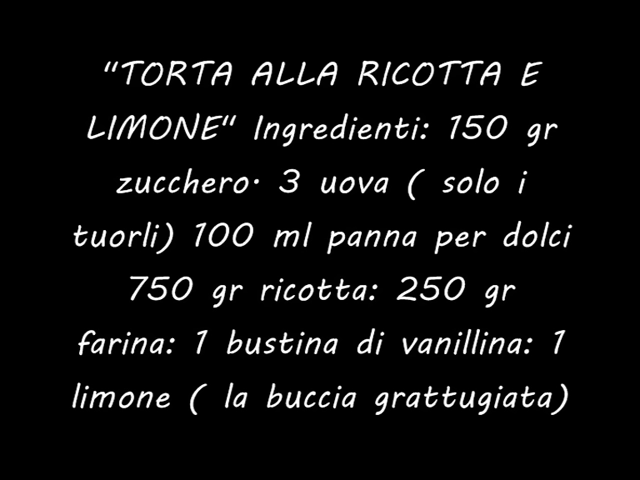 "TORTA ALLA RICOTTA E
LIMONE" Ingredienti: 150 gr
zucchero· 3 uova ( solo i
tuorli) 100 ml panna per dolci
750 gr ricotta: 250 gr
farina: 1 bustina di vanillina: 1
limone ( la buccia grattugiata)